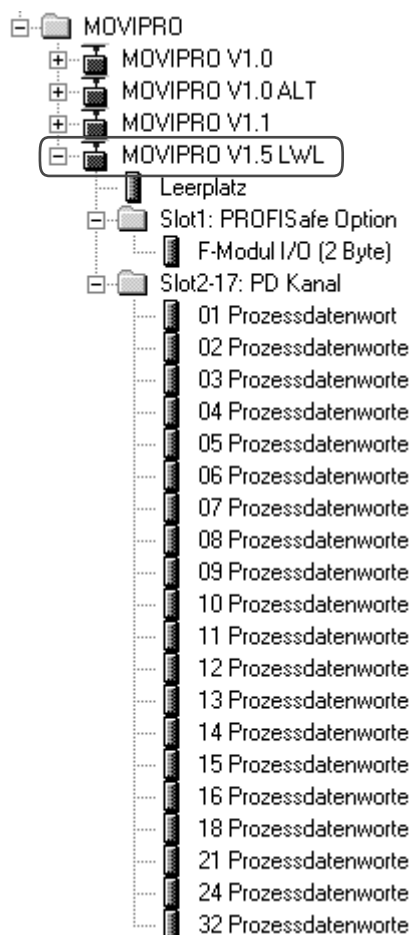 MOVIPRO
MOVIPRO V1.0
MOVIPRO V1.0 ALT
MOVIPRO V1.1
MOVIPRO V1.5 LWL
Leerplatz
Slot1: PROFISafe Option
F-Modul I/O (2 Byte)
Slot2-17: PD Kanal
01 Prozessdatenwort
02 Prozessdatenworte
03 Prozessdatenworte
04 Prozessdatenworte
05 Prozessdatenworte
06 Prozessdatenworte
07 Prozessdatenworte
08 Prozessdatenworte
09 Prozessdatenworte
10 Prozessdatenworte
11 Prozessdatenworte
12 Prozessdatenworte
13 Prozessdatenworte
14 Prozessdatenworte
15 Prozessdatenworte
16 Prozessdatenworte
18 Prozessdatenworte
21 Prozessdatenworte
24 Prozessdatenworte
32 Prozessdatenworte